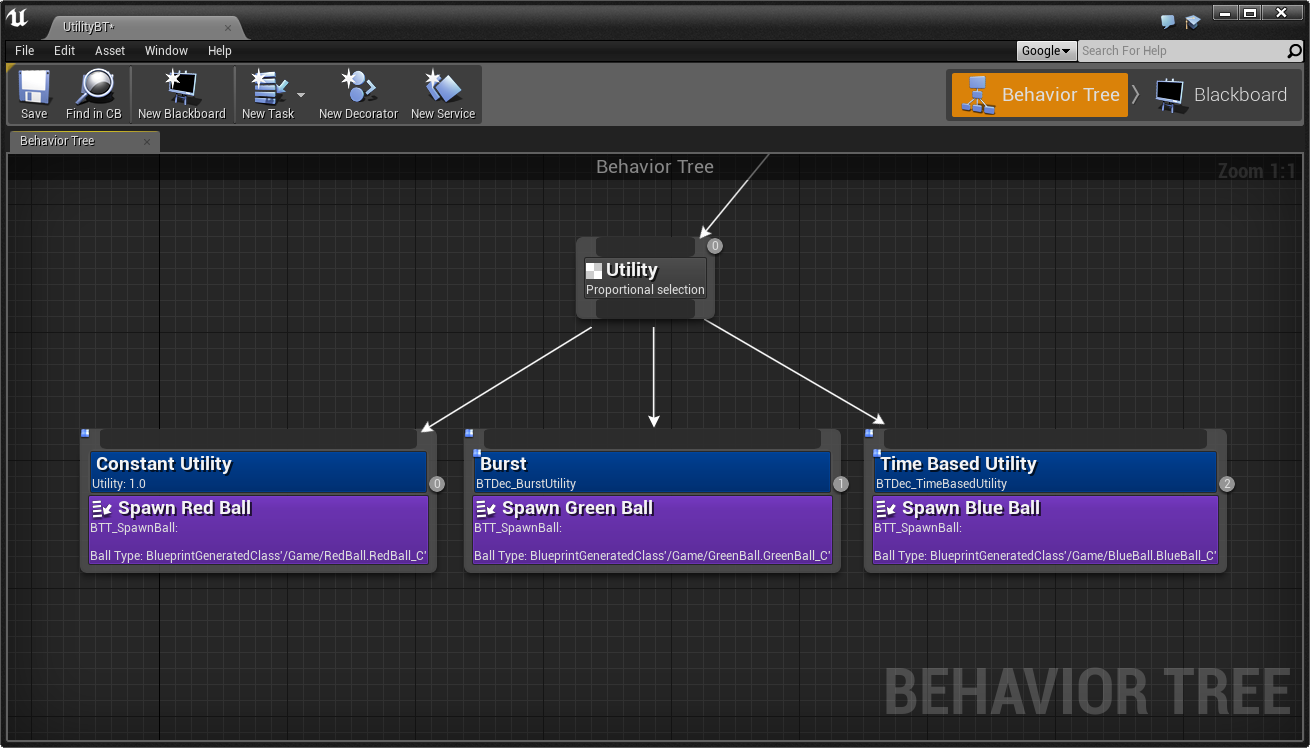 UtilityBT*
File Edit Asset Window Help
Google
Search For Help
Save Find in CB New Blackboard New Task New Decorator New Service
Behavior Tree
Blackboard
Behavior Tree
Behavior Tree
Zoom 1:1
0
Utility
Proportional selection
Constant Utility
Utility: 1.0
0
Spawn Red Ball
BTT_SpawnBall:
Ball Type: BlueprintGeneratedClass'/Game/RedBall.RedBall_C'
Burst
BTDec_BurstUtility
1
Spawn Green Ball
BTT_SpawnBall:
Ball Type: BlueprintGeneratedClass'/Game/GreenBall.GreenBall_C'
Time Based Utility
BTDec_TimeBasedUtility
2
Spawn Blue Ball
BTT_SpawnBall:
Ball Type: BlueprintGeneratedClass'/Game/BlueBall.BlueBall_C'
BEHAVIOR TREE